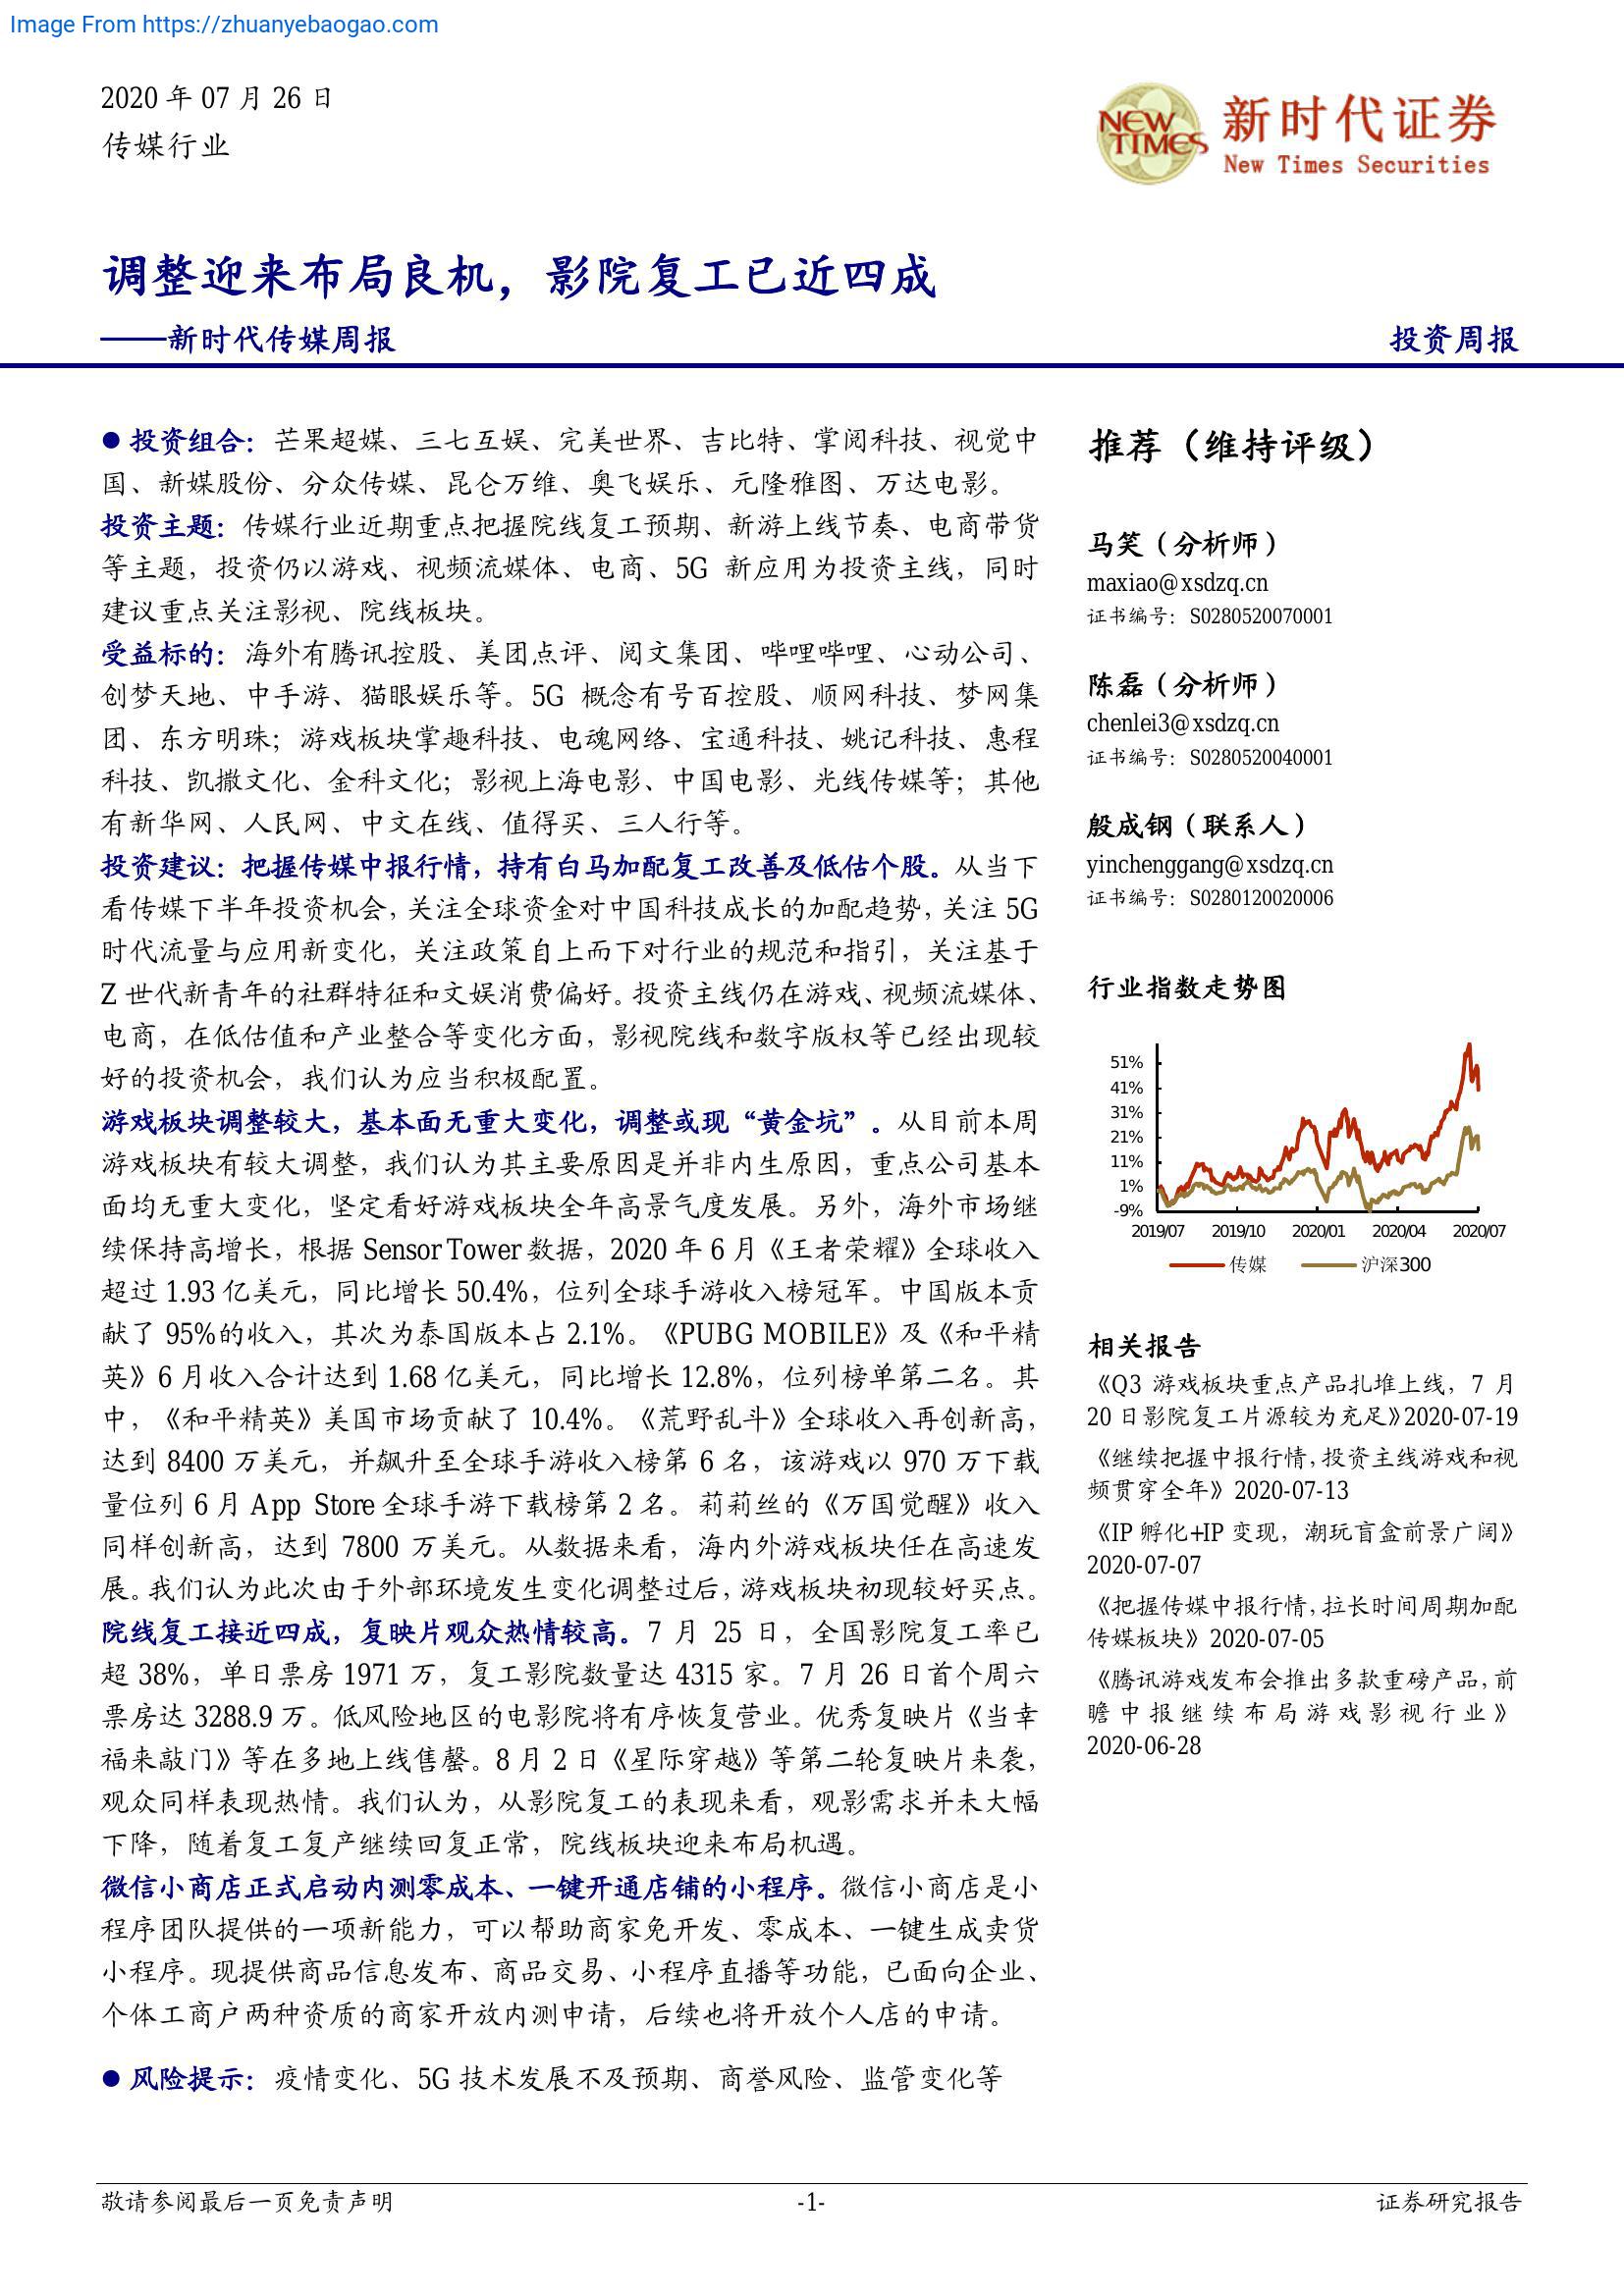 Image From https://zhuanyebaogao.com
2020 年 07 月 26 日
传媒行业
NEW TIMES
新时代证券
New Times Securities
调整迎来布局良机，影院复工已近四成
——新时代传媒周报
投资周报
● 投资组合：芒果超媒、三七互娱、完美世界、吉比特、掌阅科技、视觉中
国、新媒股份、分众传媒、昆仑万维、奥飞娱乐、元隆雅图、万达电影。
投资主题：传媒行业近期重点把握院线复工预期、新游上线节奏、电商带货
等主题，投资仍以游戏、视频流媒体、电商、5G 新应用为投资主线，同时
建议重点关注影视、院线板块。
受益标的：海外有腾讯控股、美团点评、阅文集团、哔哩哔哩、心动公司、
创梦天地、中手游、猫眼娱乐等。5G 概念有号百控股、顺网科技、梦网集
团、东方明珠；游戏板块掌趣科技、电魂网络、宝通科技、姚记科技、惠程
科技、凯撒文化、金科文化；影视上海电影、中国电影、光线传媒等；其他
有新华网、人民网、中文在线、值得买、三人行等。
投资建议：把握传媒中报行情，持有白马加配复工改善及低估个股。从当下
看传媒下半年投资机会，关注全球资金对中国科技成长的加配趋势，关注 5G
时代流量与应用新变化，关注政策自上而下对行业的规范和指引，关注基于
Z 世代新青年的社群特征和文娱消费偏好。投资主线仍在游戏、视频流媒体、
电商，在低估值和产业整合等变化方面，影视院线和数字版权等已经出现较
好的投资机会，我们认为应当积极配置。
游戏板块调整较大，基本面无重大变化，调整或现“黄金坑”。从目前本周
游戏板块有较大调整，我们认为其主要原因是并非内生原因，重点公司基本
面均无重大变化，坚定看好游戏板块全年高景气度发展。另外，海外市场继
续保持高增长，根据 Sensor Tower 数据，2020 年 6 月《王者荣耀》全球收入
超过 1.93 亿美元，同比增长 50.4%，位列全球手游收入榜冠军。中国版本贡
献了 95%的收入，其次为泰国版本占 2.1%。《PUBG MOBILE》及《和平精
英》6 月收入合计达到 1.68 亿美元，同比增长 12.8%，位列榜单第二名。其
中，《和平精英》美国市场贡献了 10.4%。《荒野乱斗》全球收入再创新高，
达到 8400 万美元，并飙升至全球手游收入榜第 6 名，该游戏以 970 万下载
量位列 6 月 App Store 全球手游下载榜第 2 名。莉莉丝的《万国觉醒》收入
同样创新高，达到 7800 万美元。从数据来看，海内外游戏板块任在高速发
展。我们认为此次由于外部环境发生变化调整过后，游戏板块初现较好买点。
院线复工接近四成，复映片观众热情较高。7 月 25 日，全国影院复工率已
超 38%，单日票房 1971 万，复工影院数量达 4315 家。7 月 26 日首个周六
票房达 3288.9 万。低风险地区的电影院将有序恢复营业。优秀复映片《当幸
福来敲门》等在多地上线售罄。8 月 2 日《星际穿越》等第二轮复映片来袭，
观众同样表现热情。我们认为，从影院复工的表现来看，观影需求并未大幅
下降，随着复工复产继续回复正常，院线板块迎来布局机遇。
微信小商店正式启动内测零成本、一键开通店铺的小程序。微信小商店是小
程序团队提供的一项新能力，可以帮助商家免开发、零成本、一键生成卖货
小程序。现提供商品信息发布、商品交易、小程序直播等功能，已面向企业、
个体工商户两种资质的商家开放内测申请，后续也将开放个人店的申请。
● 风险提示：疫情变化、5G 技术发展不及预期、商誉风险、监管变化等
推荐（维持评级）
马笑（分析师）
maxiao@xsdzq.cn
证书编号：S0280520070001
陈磊（分析师）
chenlei3@xsdzq.cn
证书编号：S0280520040001
殷成钢（联系人）
yinchenggang@xsdzq.cn
证书编号：S0280120020006
行业指数走势图
51%
41%
31%
21%
11%
1%
-9%
2019/07 2019/10 2020/01 2020/04 2020/07
传媒 沪深300
相关报告
《Q3 游戏板块重点产品扎堆上线，7 月
20 日影院复工片源较为充足》2020-07-19
《继续把握中报行情，投资主线游戏和视
频贯穿全年》2020-07-13
《IP 孵化+IP 变现，潮玩盲盒前景广阔》
2020-07-07
《把握传媒中报行情，拉长时间周期加配
传媒板块》2020-07-05
《腾讯游戏发布会推出多款重磅产品，前
瞻中报继续布局游戏影视行业》
2020-06-28
敬请参阅最后一页免责声明
-1-
证券研究报告